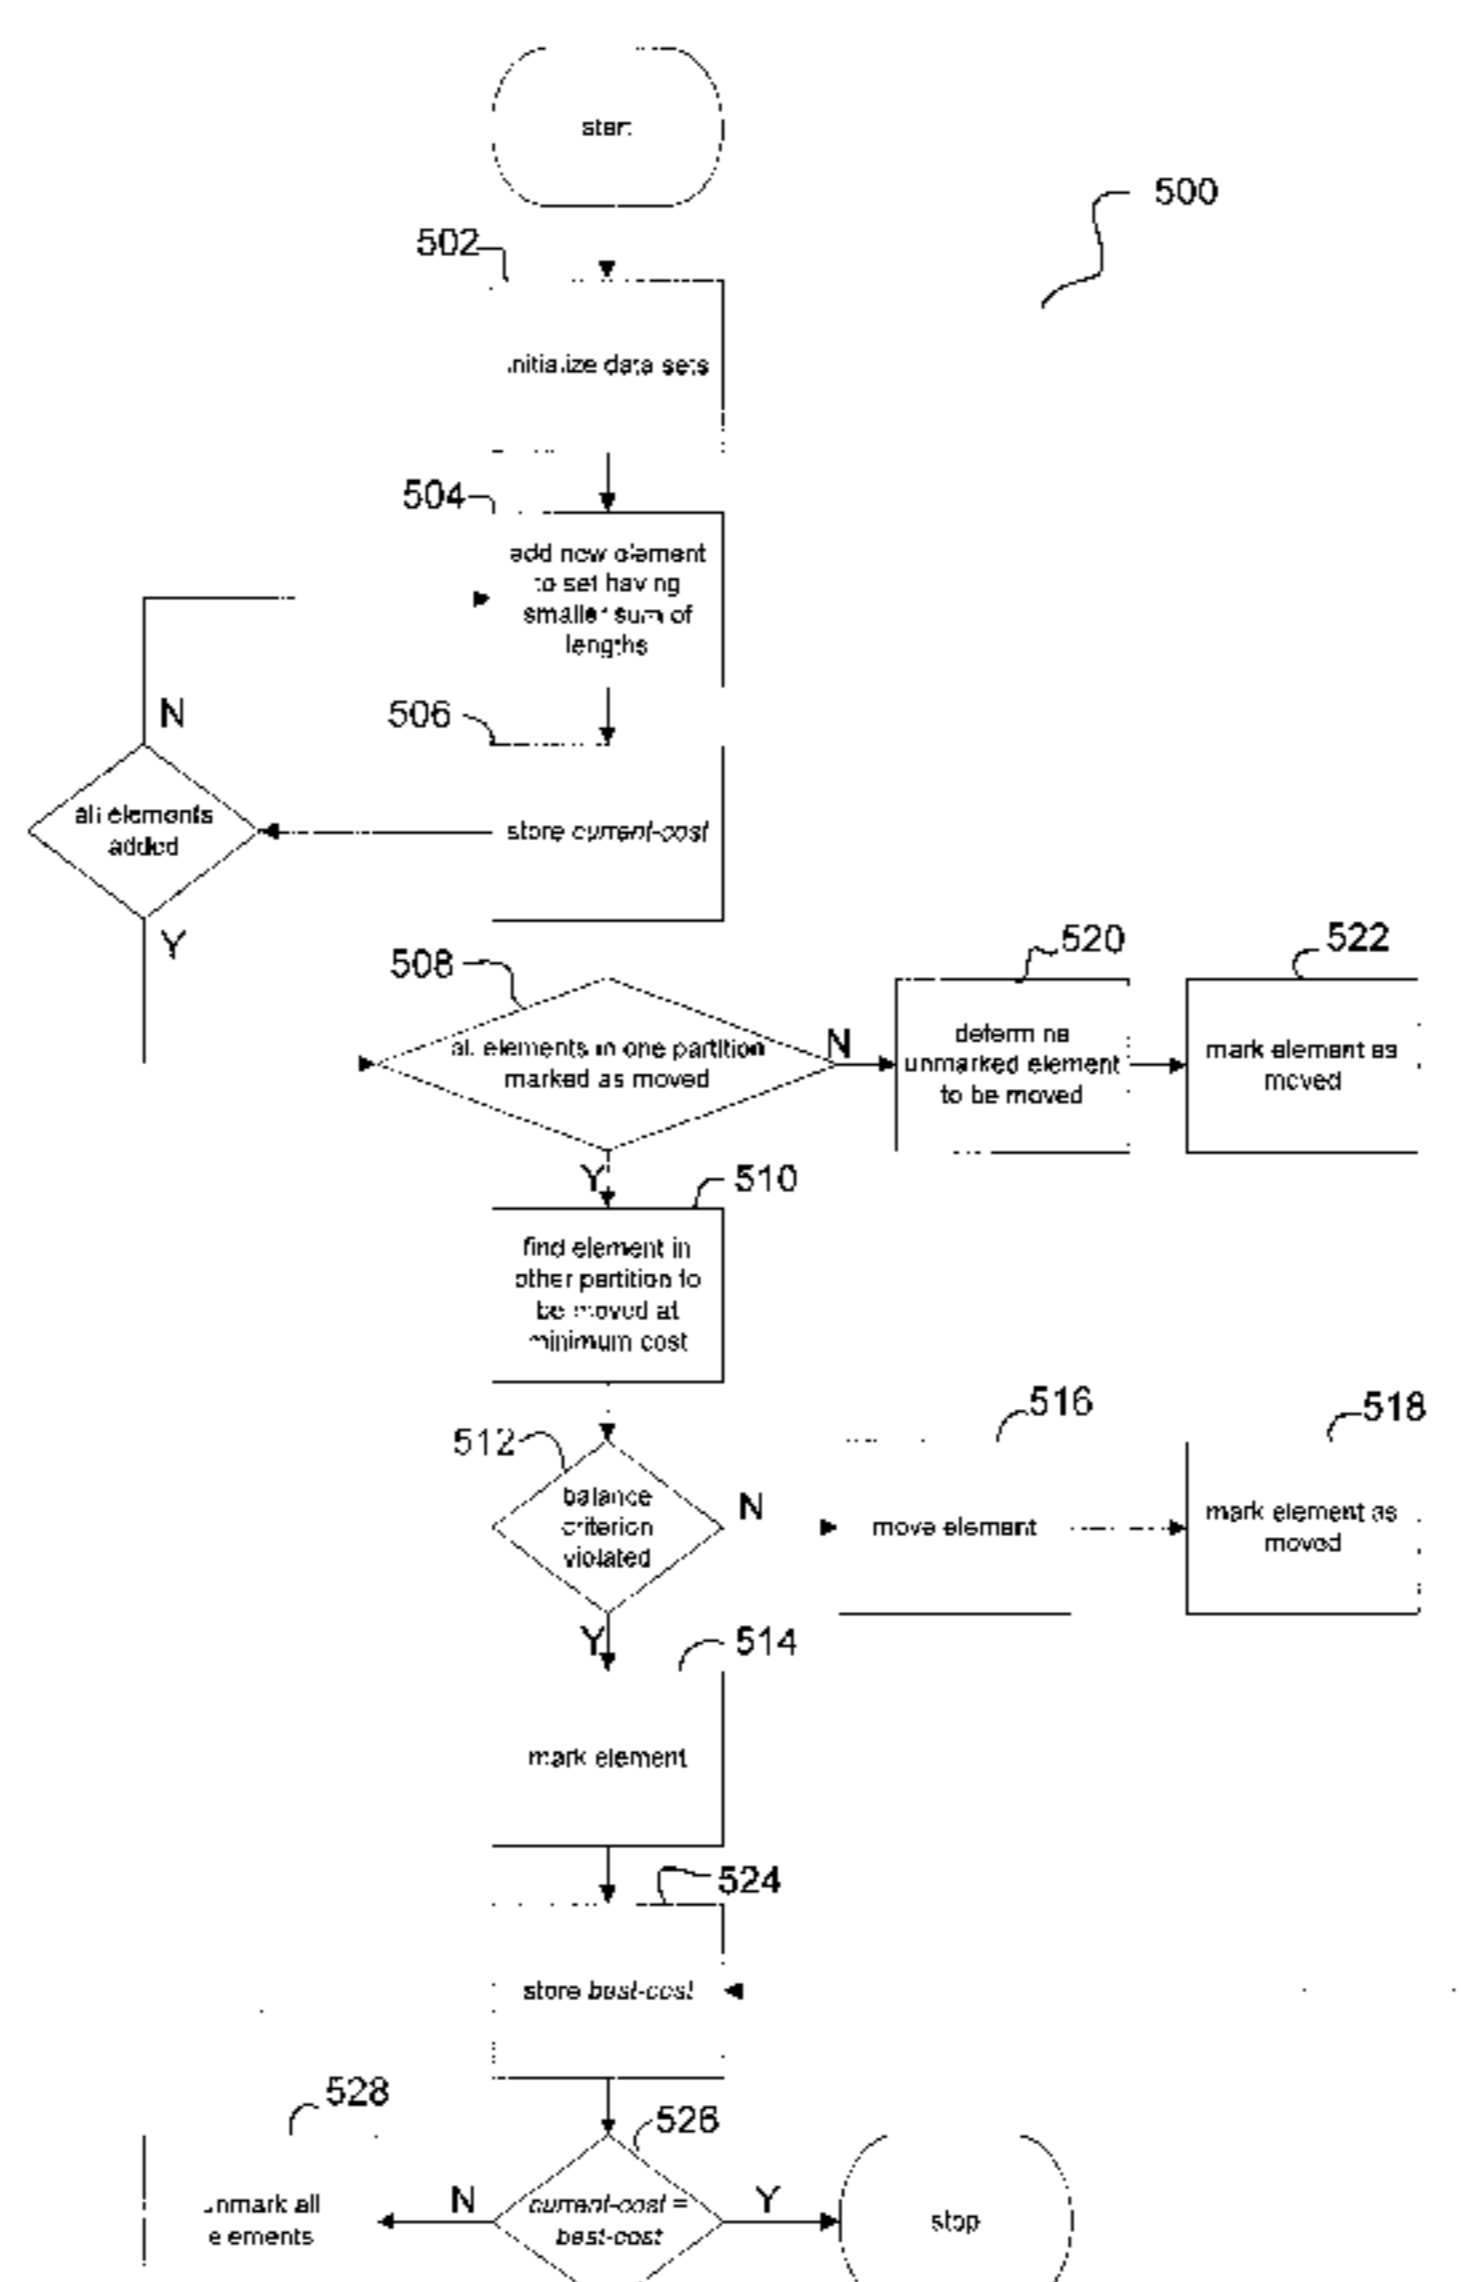 start
500
502
initialize data sets
504
add new element
to set having
smaller sum of
lengths
N
506
all elements
added
store current-cost
Y
508
520
522
all elements in one partition
marked as moved
N
determine
unmarked element
to be moved
mark element as
moved
Y
510
find element in
other partition to
be moved at
minimum cost
516
518
512
balance
criterion
violated
N
move element
mark element as
moved
Y
514
mark element
524
store best-cost
528
526
unmark all
elements
N
current-cost =
best-cost
Y
stop